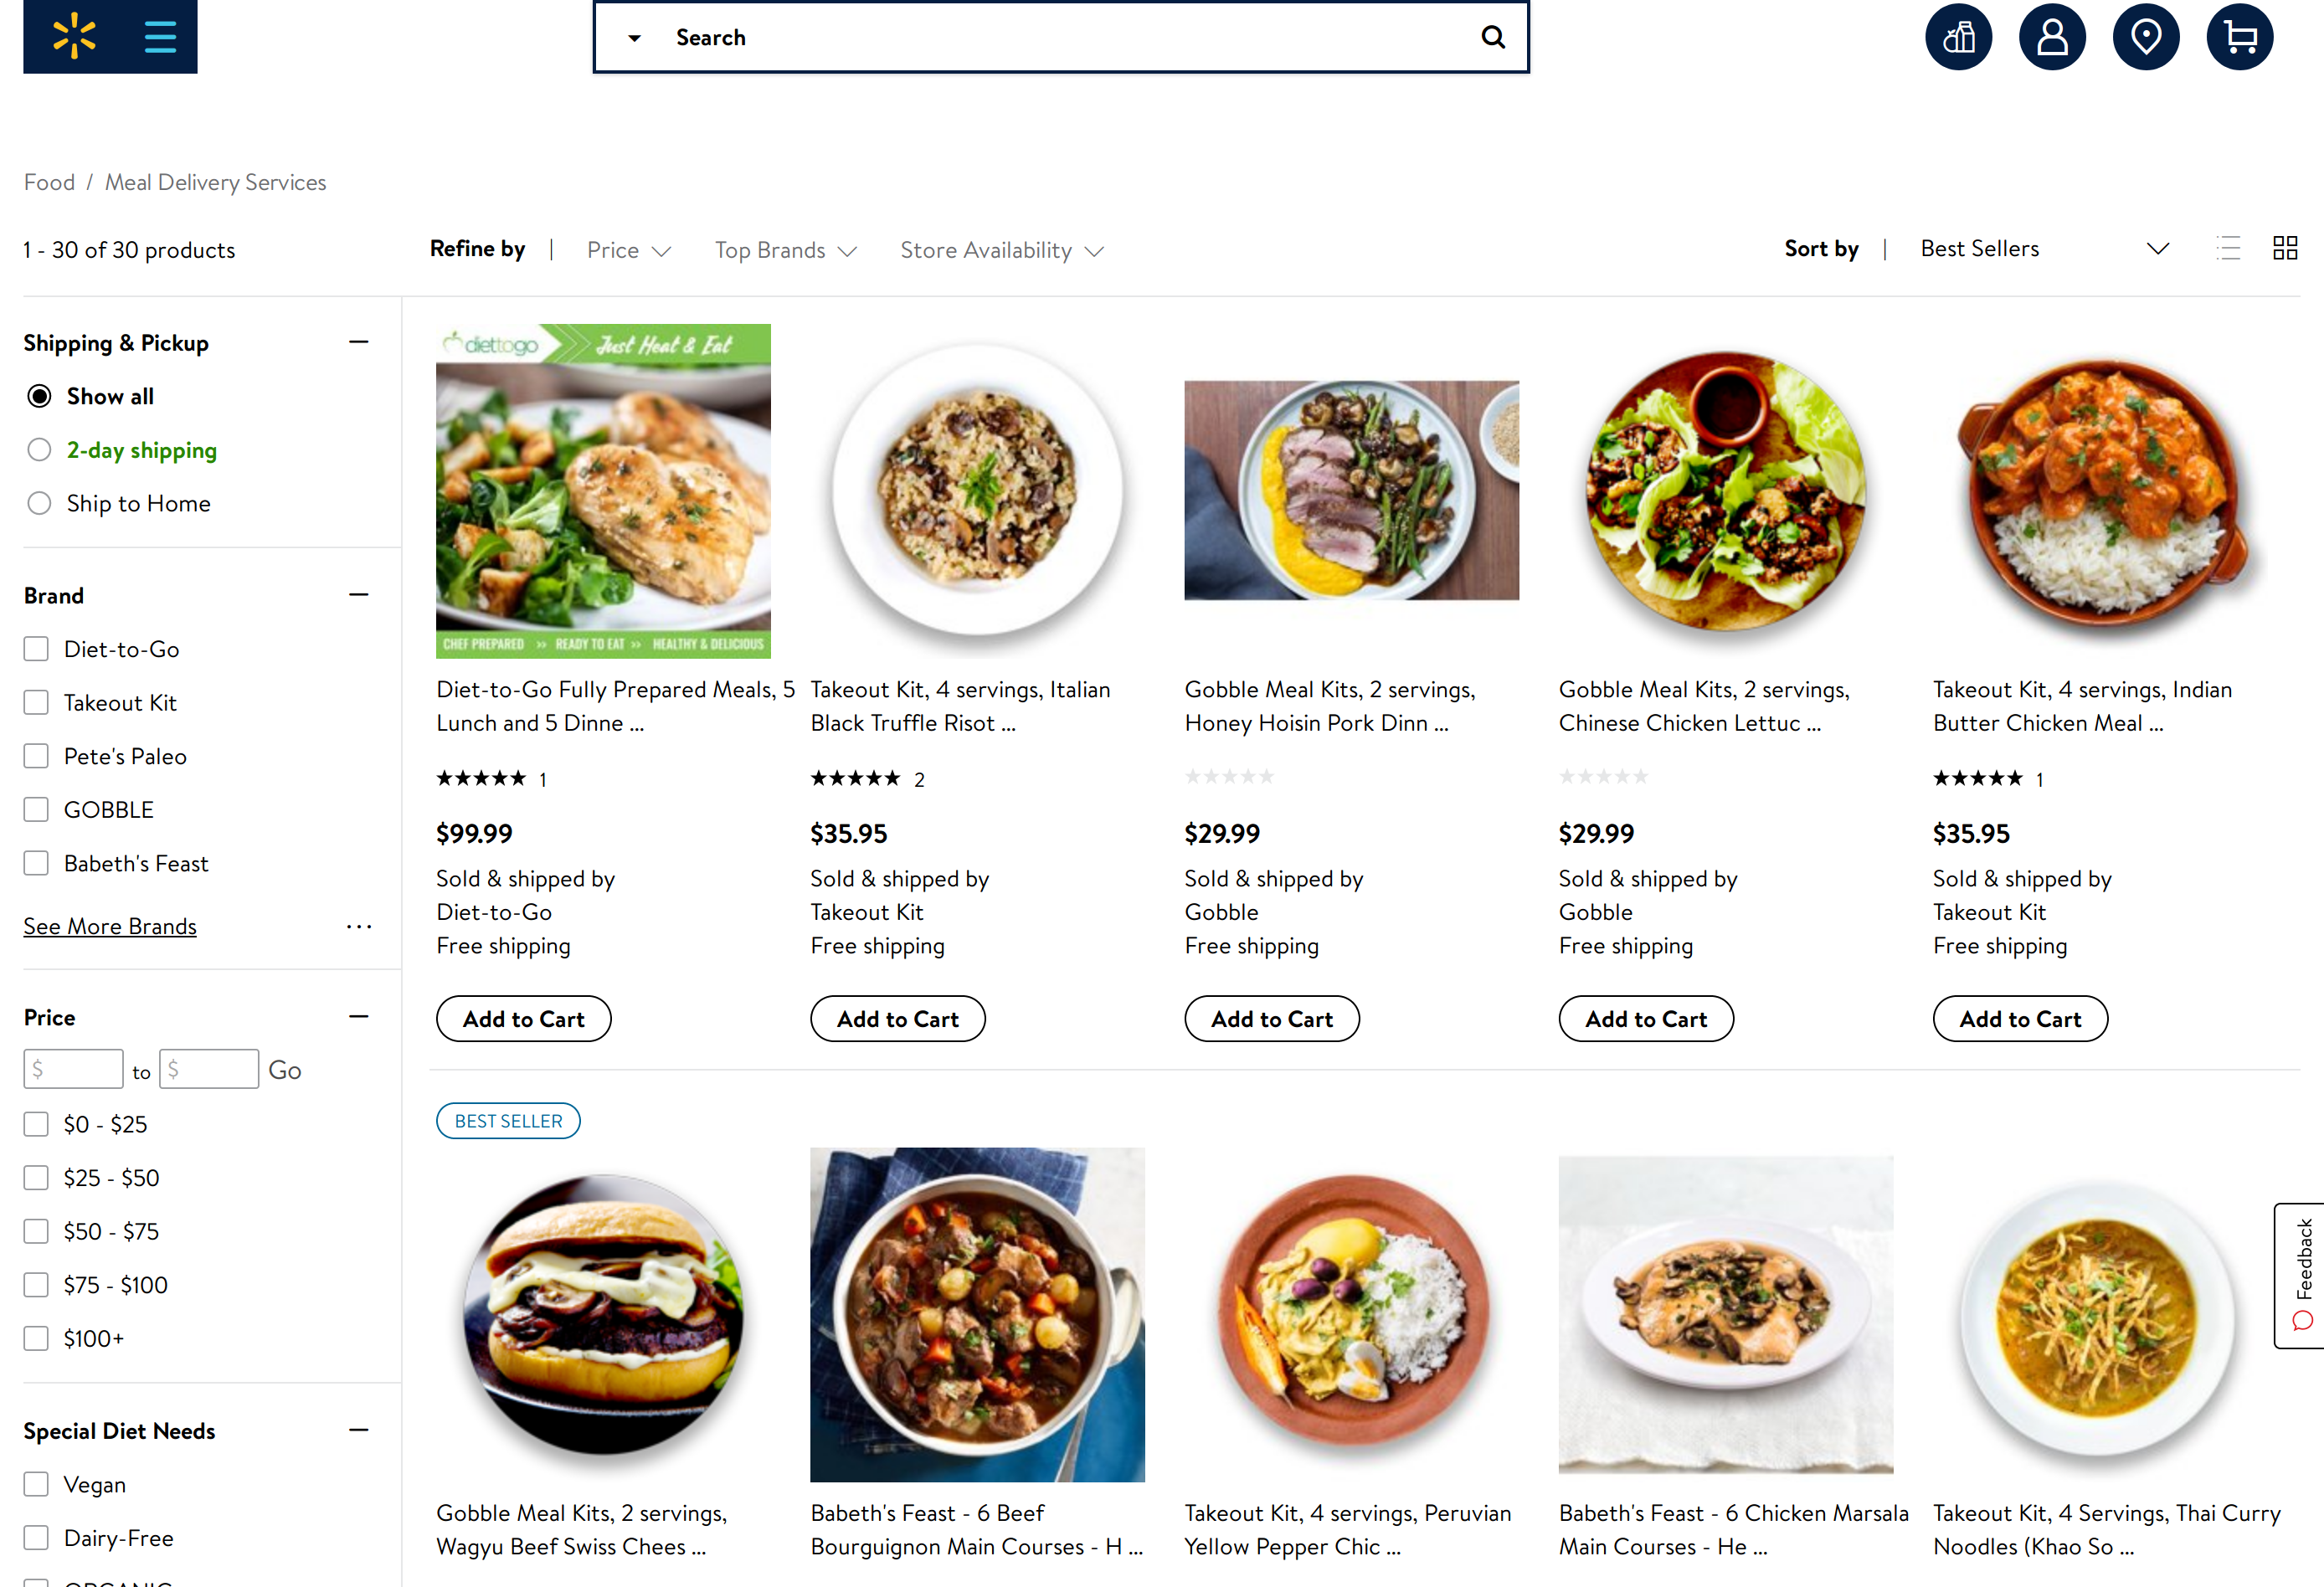 Search
Food / Meal Delivery Services
1 - 30 of 30 products
Refine by | Price Top Brands Store Availability
Sort by | Best Sellers
Shipping & Pickup
Show all
2-day shipping
Ship to Home
Brand
Diet-to-Go
Takeout Kit
Pete's Paleo
GOBBLE
Babeth's Feast
See More Brands ...
Price
$ to $ Go
$0 - $25
$25 - $50
$50 - $75
$75 - $100
$100+
Special Diet Needs
Vegan
Dairy-Free
ORGANIC
diettogo Just Heat & Eat
CHEF PREPARED >> READY TO EAT >> HEALTHY & DELICIOUS
Diet-to-Go Fully Prepared Meals, 5
Lunch and 5 Dinne ...
★★★★★ 1
$99.99
Sold & shipped by
Diet-to-Go
Free shipping
Add to Cart
Takeout Kit, 4 servings, Italian
Black Truffle Risot ...
★★★★★ 2
$35.95
Sold & shipped by
Takeout Kit
Free shipping
Add to Cart
Gobble Meal Kits, 2 servings,
Honey Hoisin Pork Dinn ...
$29.99
Sold & shipped by
Gobble
Free shipping
Add to Cart
Gobble Meal Kits, 2 servings,
Chinese Chicken Lettuc ...
$29.99
Sold & shipped by
Gobble
Free shipping
Add to Cart
Takeout Kit, 4 servings, Indian
Butter Chicken Meal ...
★★★★★ 1
$35.95
Sold & shipped by
Takeout Kit
Free shipping
Add to Cart
BEST SELLER
Gobble Meal Kits, 2 servings,
Wagyu Beef Swiss Chees ...
Babeth's Feast - 6 Beef
Bourguignon Main Courses - H ...
Takeout Kit, 4 servings, Peruvian
Yellow Pepper Chic ...
Babeth's Feast - 6 Chicken Marsala
Main Courses - He ...
Takeout Kit, 4 Servings, Thai Curry
Noodles (Khao So ...
Feedback